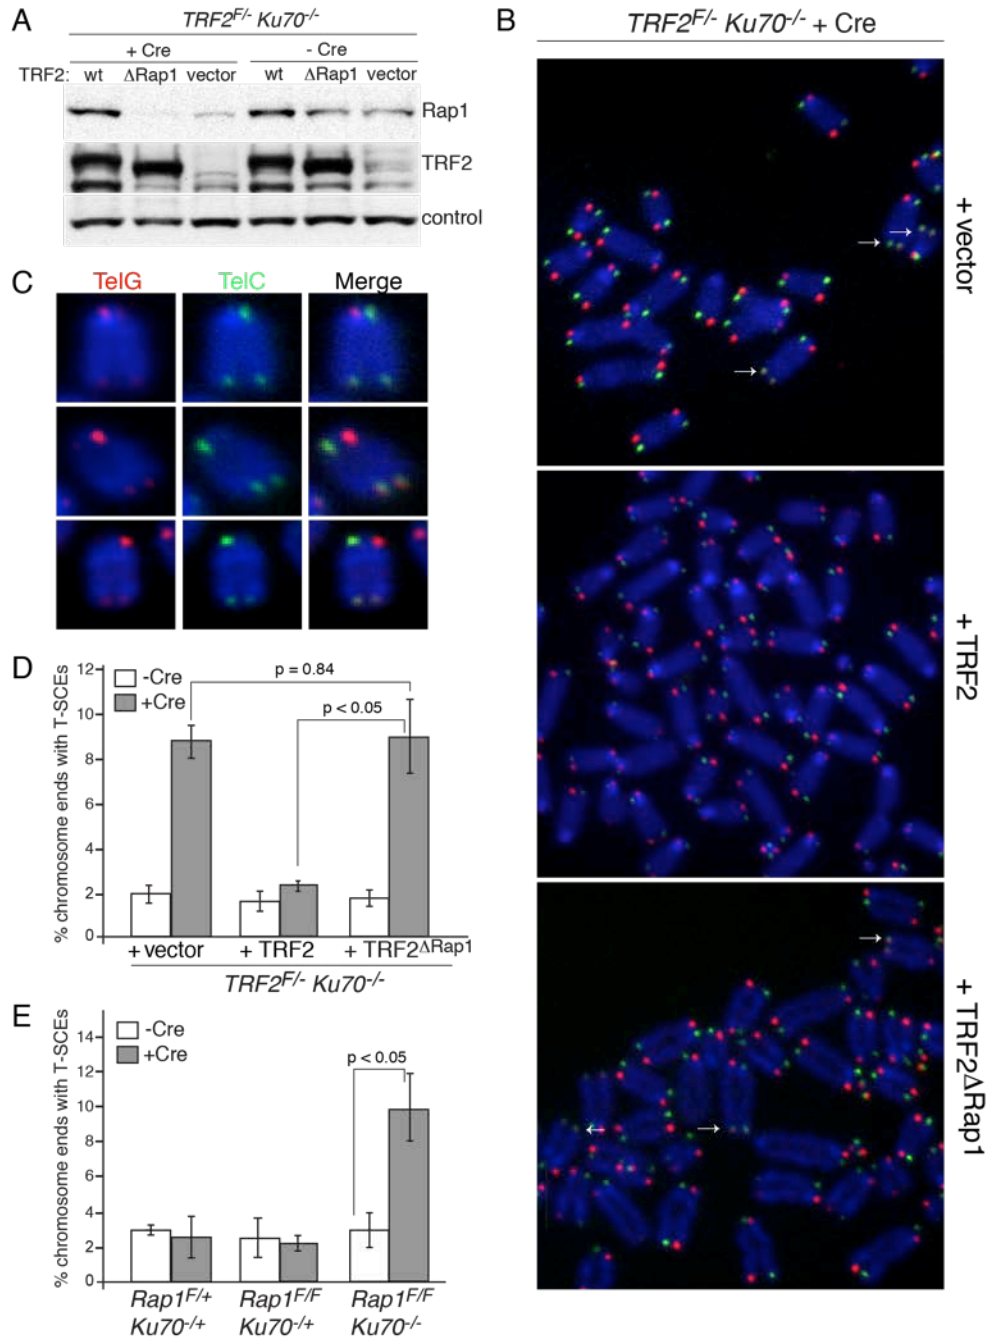 A
TRF2F/- Ku70-/-
+ Cre - Cre
TRF2: wt ΔRap1 vector wt ΔRap1 vector
Rap1
TRF2
control
B
TRF2F/- Ku70-/- + Cre
+ vector
+ TRF2
+ TRF2ΔRap1
C
TelG TelC Merge
D
% chromosome ends with T-SCEs
12
10
8
6
4
2
0
-Cre
+Cre
p = 0.84
p < 0.05
+ vector + TRF2 + TRF2ΔRap1
TRF2F/- Ku70-/-
E
% chromosome ends with T-SCEs
14
12
10
8
6
4
2
0
-Cre
+Cre
p < 0.05
Rap1F/+ Rap1F/F Rap1F/F
Ku70-/+ Ku70-/+ Ku70-/-